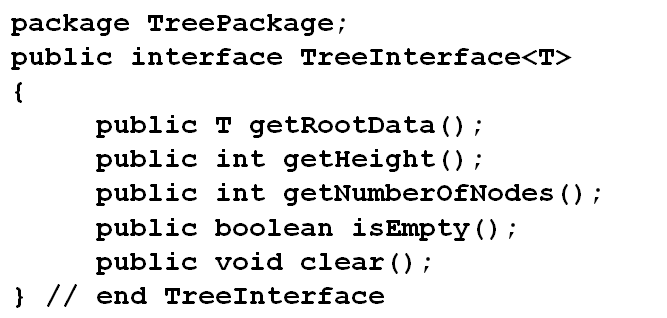 package TreePackage;
public interface TreeInterface<T>
{
public T getRootData();
public int getHeight();
public int getNumberOfNodes();
public boolean isEmpty();
public void clear();
} // end TreeInterface